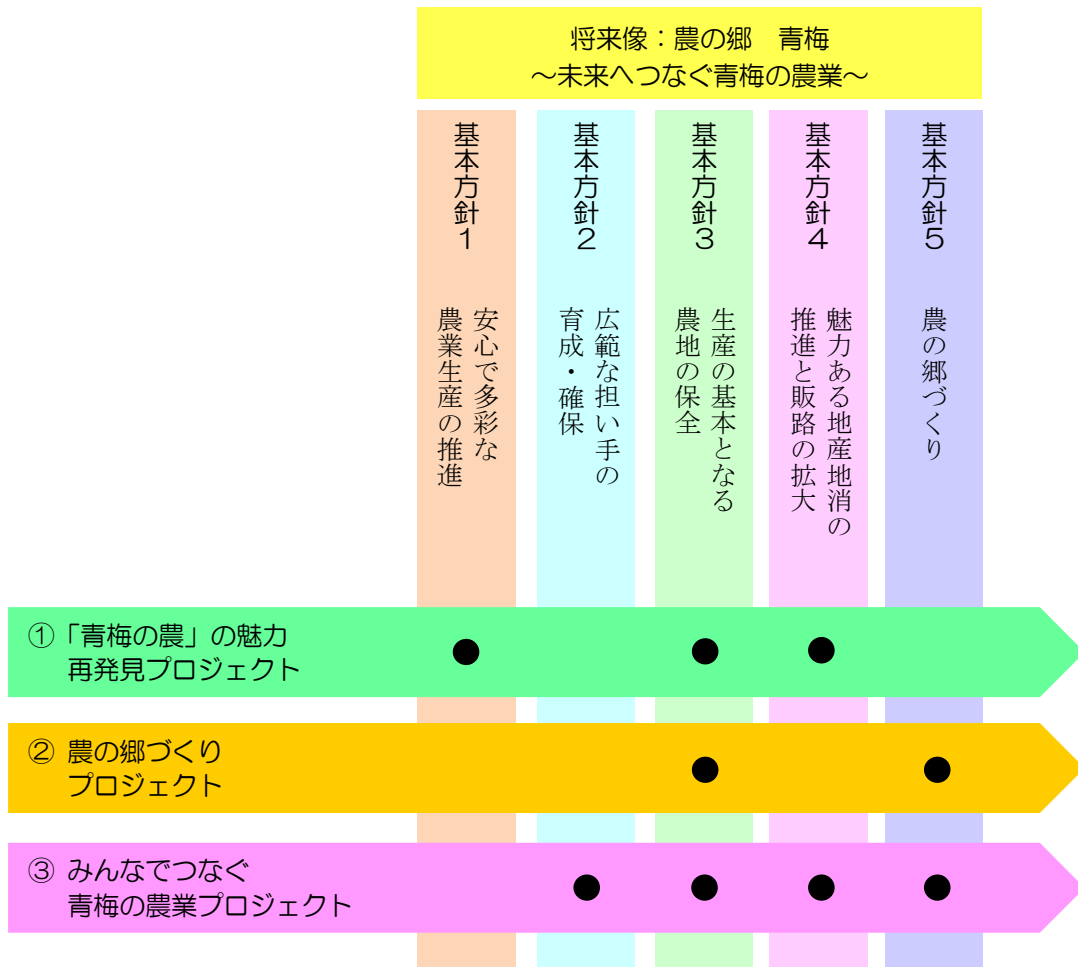 将来像：農の郷　青梅
～未来へつなぐ青梅の農業～
基本方針１
安心で多彩な
農業生産の推進
基本方針２
広範な担い手の
育成・確保
基本方針３
生産の基本となる
農地の保全
基本方針４
魅力ある地産地消の
推進と販路の拡大
基本方針５
農の郷づくり
①「青梅の農」の魅力
再発見プロジェクト
② 農の郷づくり
プロジェクト
③ みんなでつなぐ
青梅の農業プロジェクト